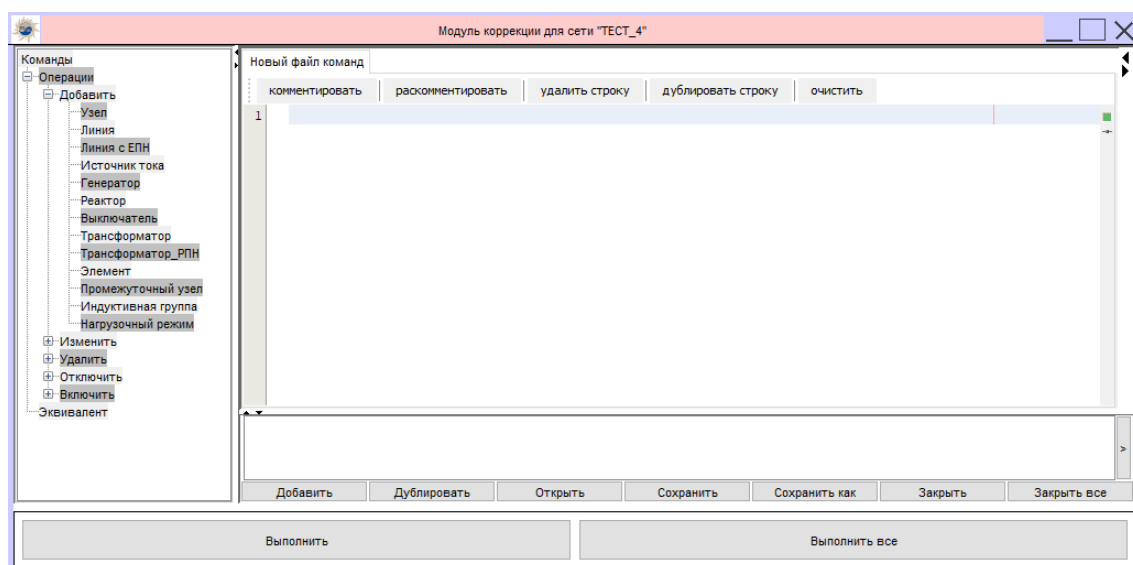 Модуль коррекции для сети "ТЕСТ_4"
Команды
Операции
Добавить
Узел
Линия
Линия с ЕПН
Источник тока
Генератор
Реактор
Выключатель
Трансформатор
Трансформатор_РПН
Элемент
Промежуточный узел
Индуктивная группа
Нагрузочный режим
Изменить
Удалить
Отключить
Включить
Эквивалент
Новый файл команд
комментировать раскомментировать удалить строку дублировать строку очистить
1
>
Добавить Дублировать Открыть Сохранить Сохранить как Закрыть Закрыть все
Выполнить Выполнить все